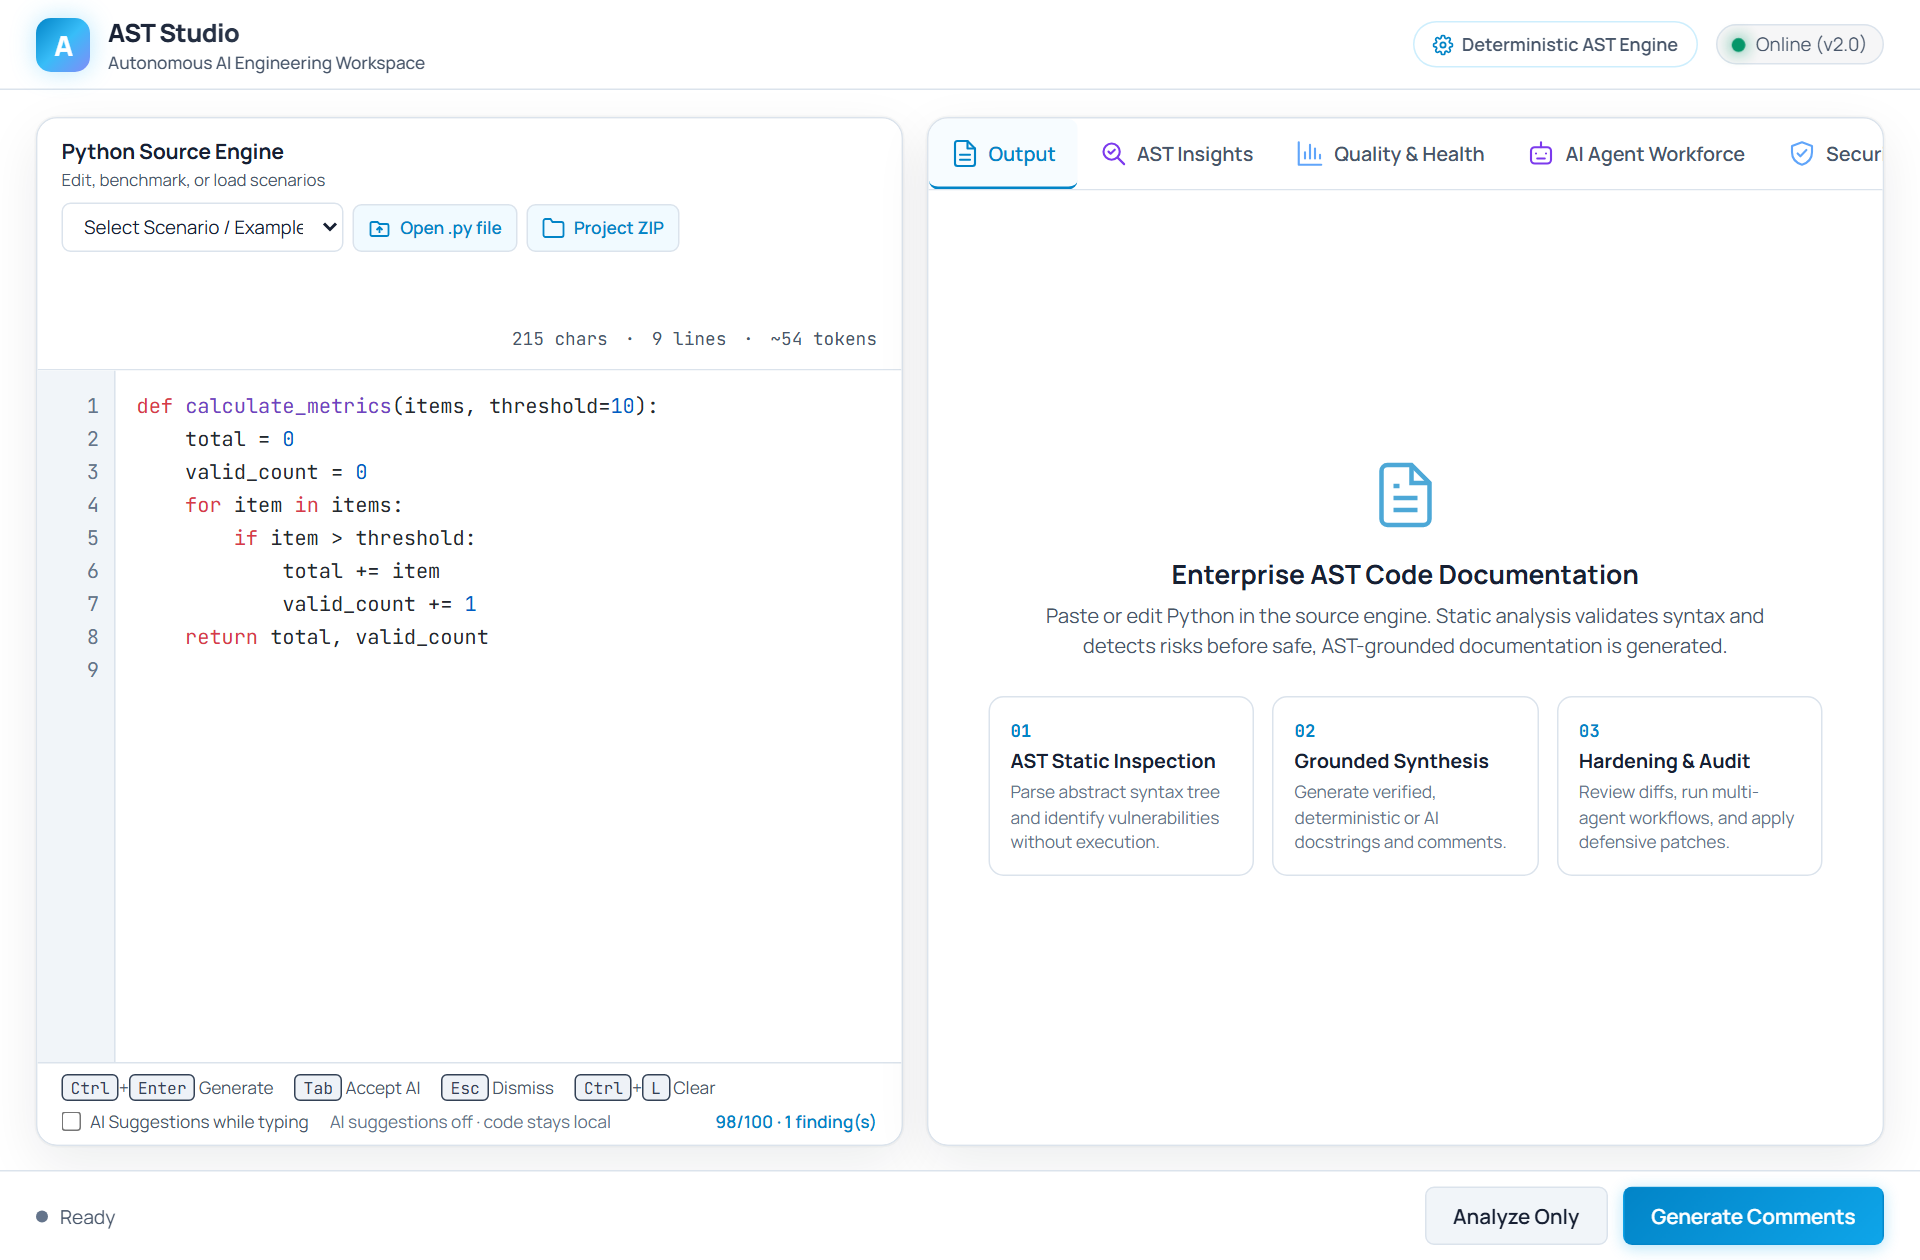 A
AST Studio
Autonomous AI Engineering Workspace
Deterministic AST Engine
Online (v2.0)
Python Source Engine
Edit, benchmark, or load scenarios
Select Scenario / Example
Open .py file
Project ZIP
215 chars · 9 lines · ~54 tokens
1 def calculate_metrics(items, threshold=10):
2     total = 0
3     valid_count = 0
4     for item in items:
5         if item > threshold:
6             total += item
7             valid_count += 1
8     return total, valid_count
9
Ctrl+Enter Generate Tab Accept AI Esc Dismiss Ctrl+L Clear
AI Suggestions while typing AI suggestions off · code stays local 98/100 · 1 finding(s)
Output AST Insights Quality & Health AI Agent Workforce Secur
Enterprise AST Code Documentation
Paste or edit Python in the source engine. Static analysis validates syntax and
detects risks before safe, AST-grounded documentation is generated.
01
AST Static Inspection
Parse abstract syntax tree
and identify vulnerabilities
without execution.
02
Grounded Synthesis
Generate verified,
deterministic or AI
docstrings and comments.
03
Hardening & Audit
Review diffs, run multi-
agent workflows, and apply
defensive patches.
Ready
Analyze Only
Generate Comments